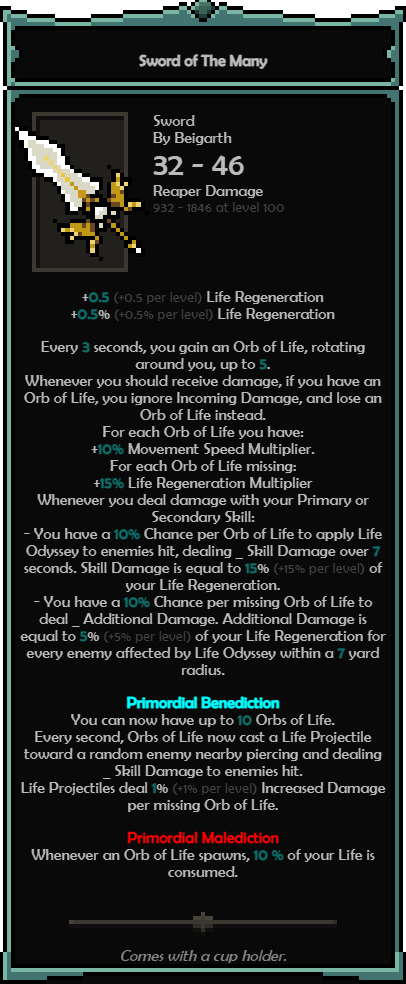 Sword of The Many
Sword
By Beigarth
32 - 46
Reaper Damage
932 - 1846 at level 100
+0.5 (+0.5 per level) Life Regeneration
+0.5% (+0.5% per level) Life Regeneration
Every 3 seconds, you gain an Orb of Life, rotating
around you, up to 5.
Whenever you should receive damage, if you have an
Orb of Life, you ignore Incoming Damage, and lose an
Orb of Life instead.
For each Orb of Life you have:
+10% Movement Speed Multiplier.
For each Orb of Life missing:
+15% Life Regeneration Multiplier
Whenever you deal damage with your Primary or
Secondary Skill:
- You have a 10% Chance per Orb of Life to apply Life
Odyssey to enemies hit, dealing _ Skill Damage over 7
seconds. Skill Damage is equal to 15% (+15% per level) of
your Life Regeneration.
- You have a 10% Chance per missing Orb of Life to
deal _ Additional Damage. Additional Damage is
equal to 5% (+5% per level) of your Life Regeneration for
every enemy affected by Life Odyssey within a 7 yard
radius.
Primordial Benediction
You can now have up to 10 Orbs of Life.
Every second, Orbs of Life now cast a Life Projectile
toward a random enemy nearby piercing and dealing
_ Skill Damage to enemies hit.
Life Projectiles deal 1% (+1% per level) Increased Damage
per missing Orb of Life.
Primordial Malediction
Whenever an Orb of Life spawns, 10 % of your Life is
consumed.
Comes with a cup holder.